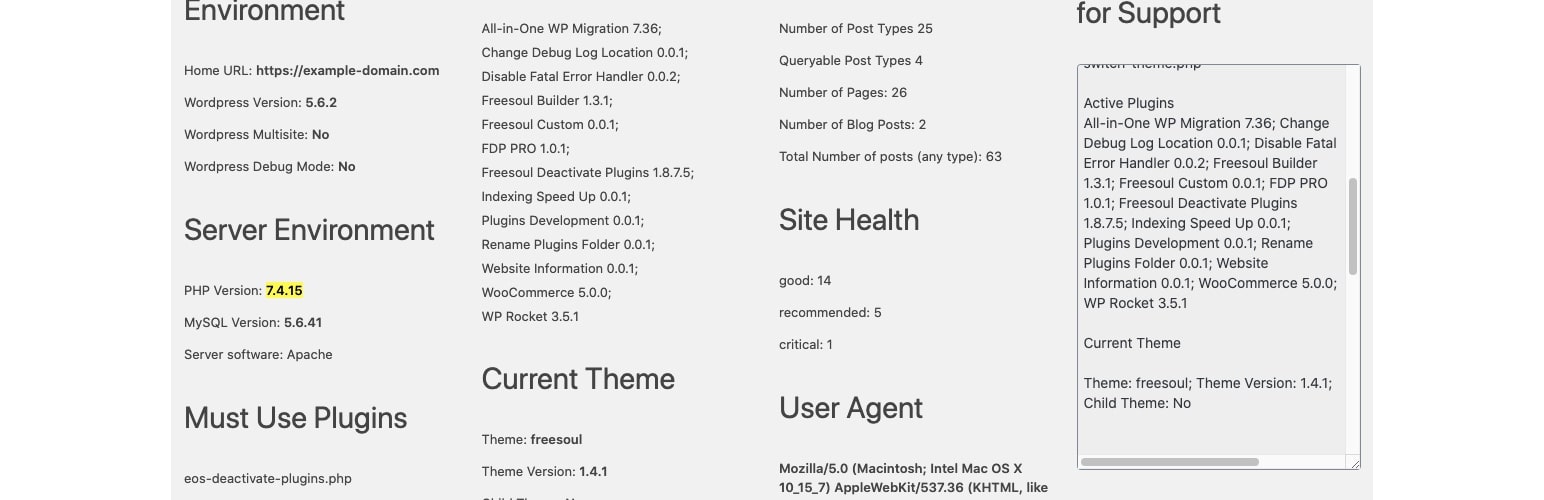 Environment
Home URL: https://example-domain.com
Wordpress Version: 5.6.2
Wordpress Multisite: No
Wordpress Debug Mode: No
Server Environment
PHP Version: 7.4.15
MySQL Version: 5.6.41
Server software: Apache
Must Use Plugins
eos-deactivate-plugins.php
All-in-One WP Migration 7.36;
Change Debug Log Location 0.0.1;
Disable Fatal Error Handler 0.0.2;
Freesoul Builder 1.3.1;
Freesoul Custom 0.0.1;
FDP PRO 1.0.1;
Freesoul Deactivate Plugins 1.8.7.5;
Indexing Speed Up 0.0.1;
Plugins Development 0.0.1;
Rename Plugins Folder 0.0.1;
Website Information 0.0.1;
WooCommerce 5.0.0;
WP Rocket 3.5.1
Current Theme
Theme: freesoul
Theme Version: 1.4.1
Child Theme: No
Number of Post Types 25
Queryable Post Types 4
Number of Pages: 26
Number of Blog Posts: 2
Total Number of posts (any type): 63
Site Health
good: 14
recommended: 5
critical: 1
User Agent
Mozilla/5.0 (Macintosh; Intel Mac OS X
10_15_7) AppleWebKit/537.36 (KHTML, like
for Support
switch-theme.php
Active Plugins
All-in-One WP Migration 7.36; Change
Debug Log Location 0.0.1; Disable Fatal
Error Handler 0.0.2; Freesoul Builder
1.3.1; Freesoul Custom 0.0.1; FDP PRO
1.0.1; Freesoul Deactivate Plugins
1.8.7.5; Indexing Speed Up 0.0.1;
Plugins Development 0.0.1; Rename
Plugins Folder 0.0.1; Website
Information 0.0.1; WooCommerce 5.0.0;
WP Rocket 3.5.1
Current Theme
Theme: freesoul; Theme Version: 1.4.1;
Child Theme: No